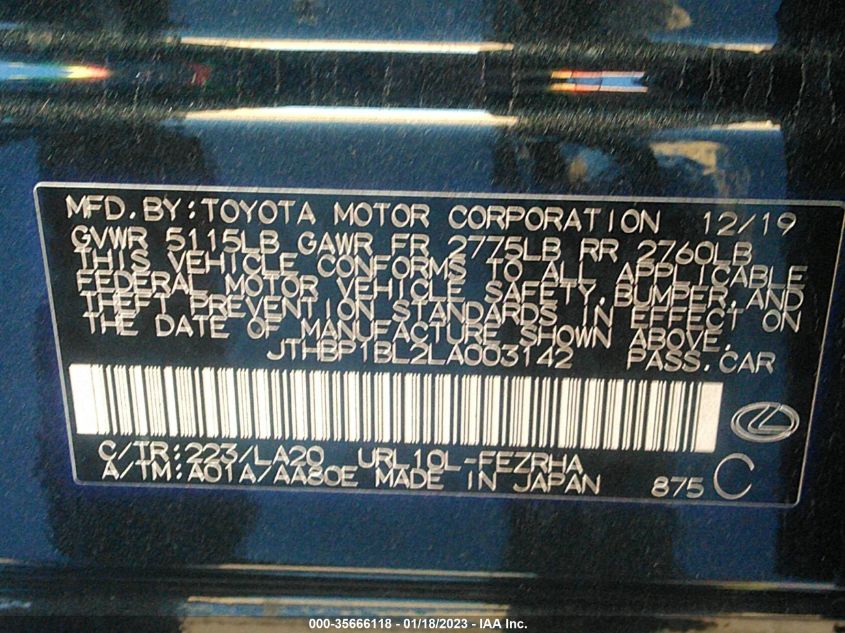 MFD.BY:TOYOTA MOTOR CORPORATION 12/19
GVWR 5115LB GAWR FR 2775LB RR 2760LB
THIS VEHICLE CONFORMS TO ALL APPLICABLE
FEDERAL MOTOR VEHICLE SAFETY,BUMPER,AND
THEFT PREVENTION STANDARDS IN EFFECT ON
THE DATE OF MANUFACTURE SHOWN ABOVE.
JTHBP1BL2LA003142 PASS.CAR
C/TR:223/LA20 URL10L-FEZRHA
A/TM:A01A/AA80E MADE IN JAPAN 875 C
000-35666118 - 01/18/2023 - IAA Inc.